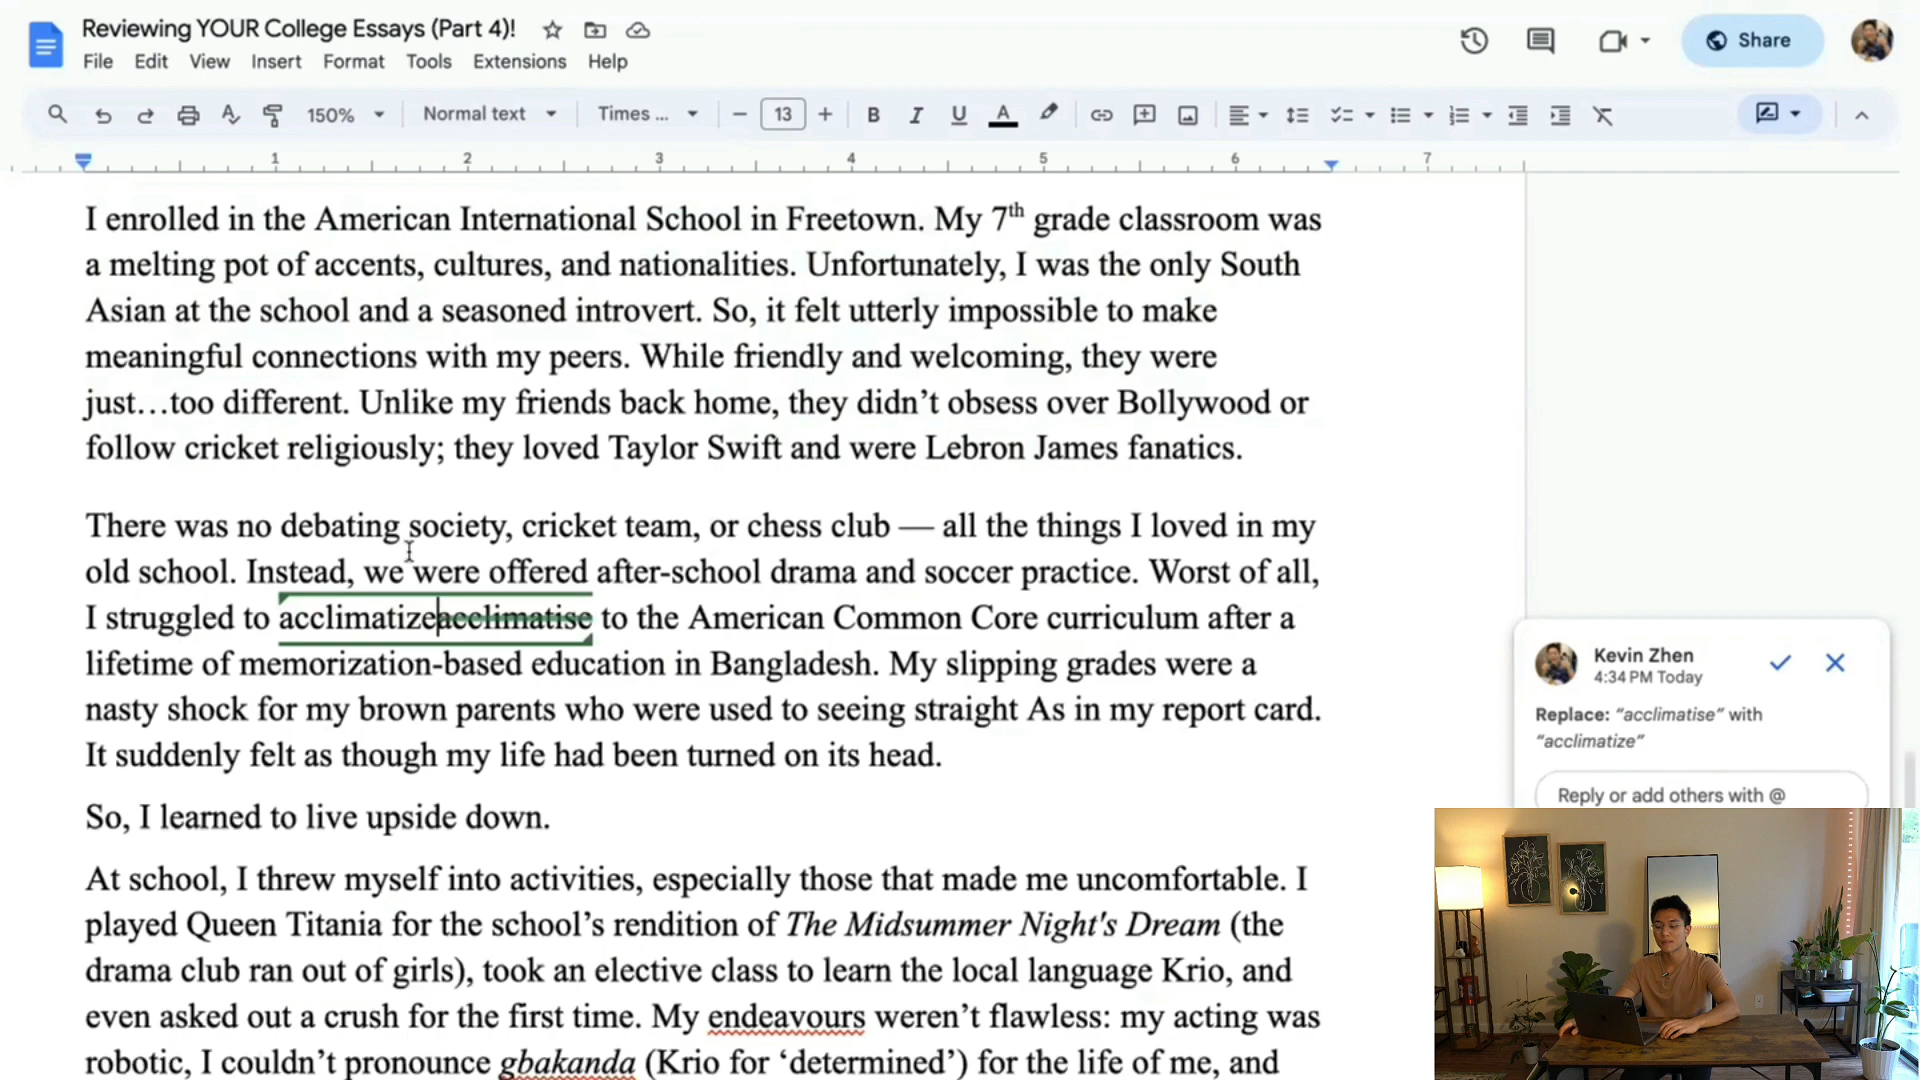 Reviewing YOUR College Essays (Part 4)!
File Edit View Insert Format Tools Extensions Help
Share
150% Normal text Times ... 13 B I U A
1 2 3 4 5 6 7
I enrolled in the American International School in Freetown. My 7th grade classroom was
a melting pot of accents, cultures, and nationalities. Unfortunately, I was the only South
Asian at the school and a seasoned introvert. So, it felt utterly impossible to make
meaningful connections with my peers. While friendly and welcoming, they were
just…too different. Unlike my friends back home, they didn’t obsess over Bollywood or
follow cricket religiously; they loved Taylor Swift and were Lebron James fanatics.
There was no debating society, cricket team, or chess club — all the things I loved in my
old school. Instead, we were offered after-school drama and soccer practice. Worst of all,
I struggled to acclimatizeacclimatise to the American Common Core curriculum after a
lifetime of memorization-based education in Bangladesh. My slipping grades were a
nasty shock for my brown parents who were used to seeing straight As in my report card.
It suddenly felt as though my life had been turned on its head.
So, I learned to live upside down.
At school, I threw myself into activities, especially those that made me uncomfortable. I
played Queen Titania for the school’s rendition of The Midsummer Night's Dream (the
drama club ran out of girls), took an elective class to learn the local language Krio, and
even asked out a crush for the first time. My endeavours weren’t flawless: my acting was
robotic, I couldn’t pronounce gbakanda (Krio for ‘determined’) for the life of me, and
Kevin Zhen
4:34 PM Today
Replace: “acclimatise” with
“acclimatize”
Reply or add others with @